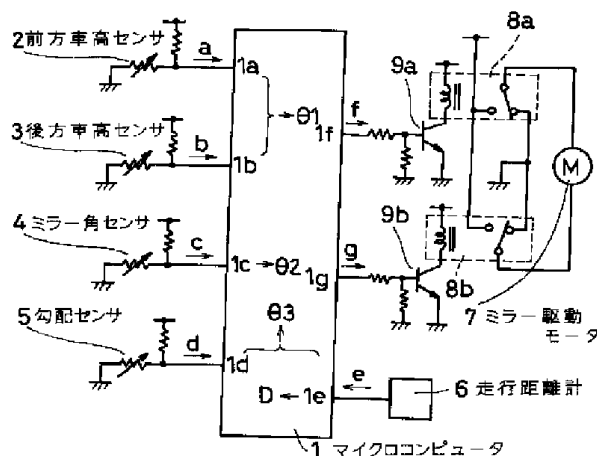 8a
2 前方車高センサ
a
1a
9a
→θ1
f
1f
3 後方車高センサ
b
1b
M
8b
4 ミラー角センサ
9b
c
1c →θ2
g
1g
7 ミラー駆動
モータ
θ3
5 勾配センサ
d
1d
e
D ← 1e
6 走行距離計
1 マイクロコンピュータ